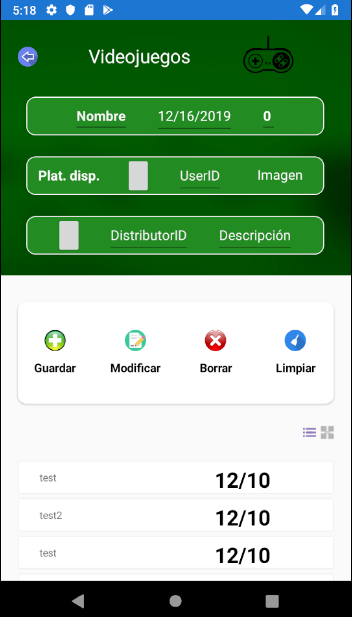 5:18
Videojuegos
Nombre 12/16/2019 0
Plat. disp. UserID Imagen
DistributorID Descripción
Guardar Modificar Borrar Limpiar
test 12/10
test2 12/10
test 12/10